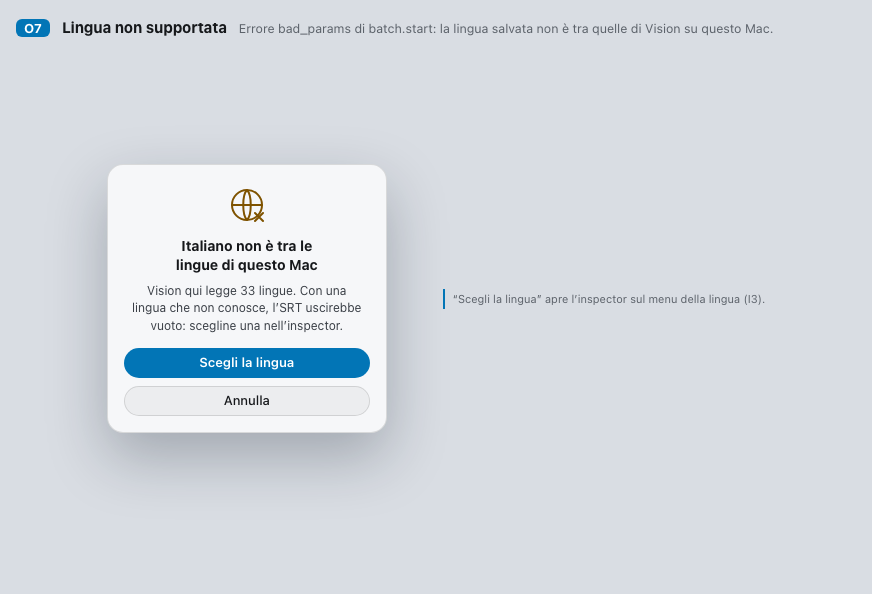 O7 Lingua non supportata Errore bad_params di batch.start: la lingua salvata non è tra quelle di Vision su questo Mac.
Italiano non è tra le
lingue di questo Mac
Vision qui legge 33 lingue. Con una
lingua che non conosce, l’SRT uscirebbe
vuoto: scegline una nell’inspector.
“Scegli la lingua” apre l’inspector sul menu della lingua (I3).
Scegli la lingua
Annulla